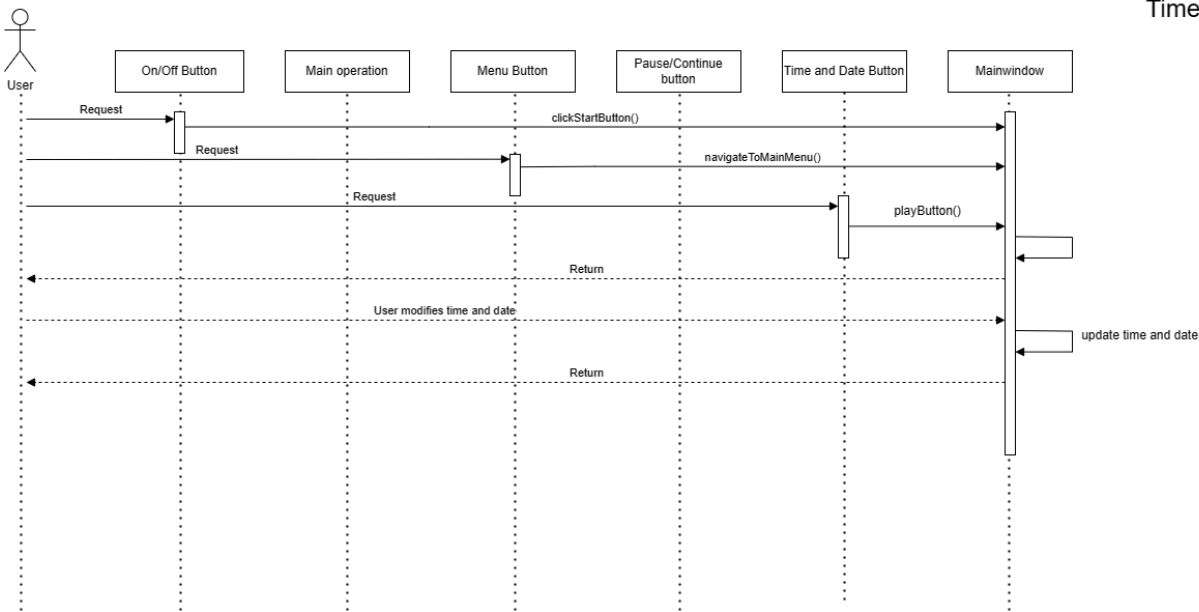 Time
User
On/Off Button
Main operation
Menu Button
Pause/Continue
button
Time and Date Button
Mainwindow
Request
clickStartButton()
Request
navigateToMainMenu()
Request
playButton()
Return
User modifies time and date
update time and date
Return